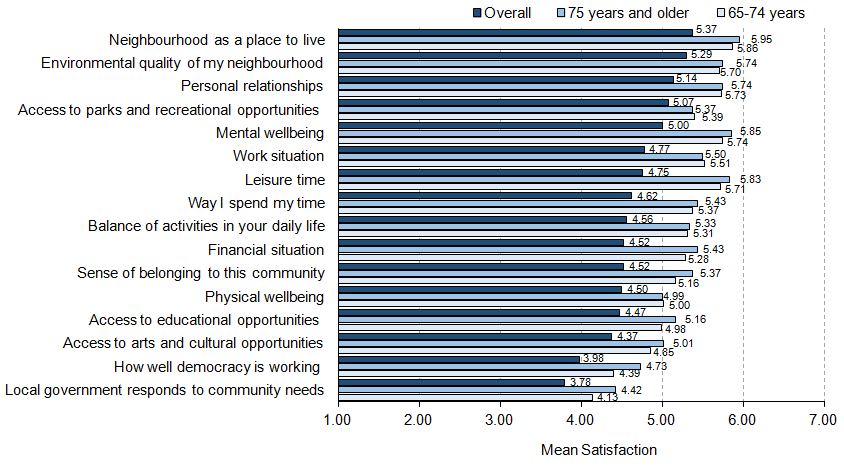 Overall 75 years and older 65-74 years
Neighbourhood as a place to live 5.37 5.95 5.86
Environmental quality of my neighbourhood 5.29 5.74 5.70
Personal relationships 5.14 5.74 5.73
Access to parks and recreational opportunities 5.07 5.37 5.39
Mental wellbeing 5.00 5.85 5.74
Work situation 4.77 5.50 5.51
Leisure time 4.75 5.83 5.71
Way I spend my time 4.62 5.43 5.37
Balance of activities in your daily life 4.56 5.33 5.31
Financial situation 4.52 5.43 5.28
Sense of belonging to this community 4.52 5.37 5.16
Physical wellbeing 4.50 4.99 5.00
Access to educational opportunities 4.47 5.16 4.98
Access to arts and cultural opportunities 4.37 5.01 4.85
How well democracy is working 3.98 4.73 4.39
Local government responds to community needs 3.78 4.42 4.13
1.00 2.00 3.00 4.00 5.00 6.00 7.00
Mean Satisfaction